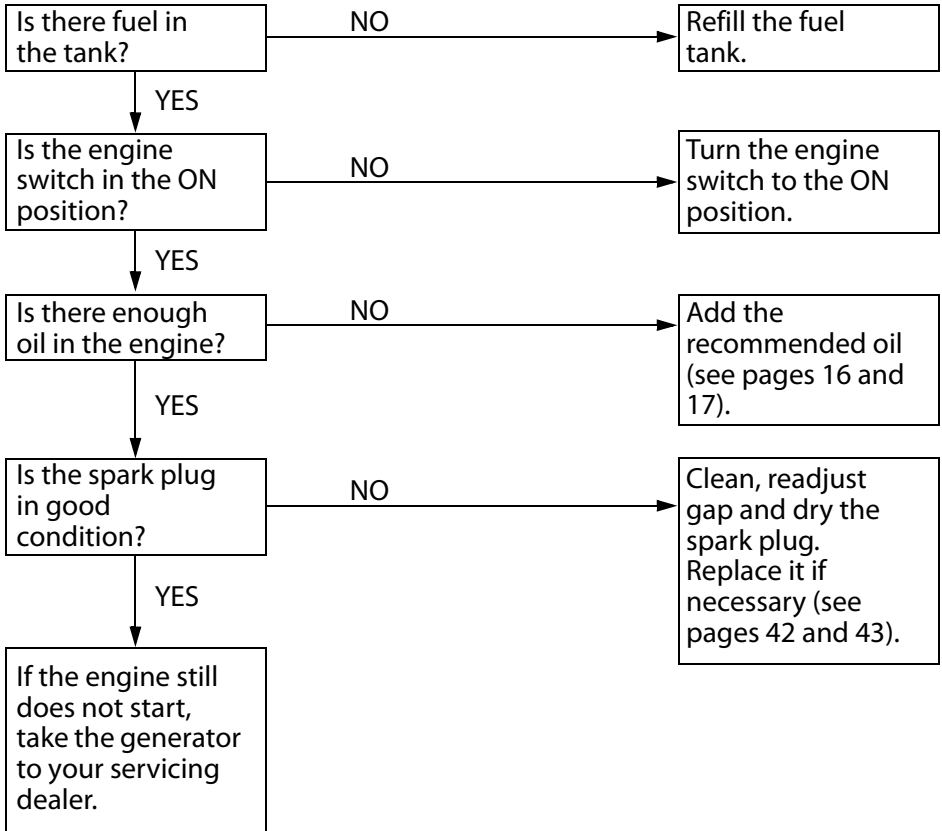 Is there fuel in
the tank?
NO
Refill the fuel
tank.
YES
Is the engine
switch in the ON
position?
NO
Turn the engine
switch to the ON
position.
YES
Is there enough
oil in the engine?
NO
Add the
recommended oil
(see pages 16 and
17).
YES
Is the spark plug
in good
condition?
NO
Clean, readjust
gap and dry the
spark plug.
Replace it if
necessary (see
pages 42 and 43).
YES
If the engine still
does not start,
take the generator
to your servicing
dealer.